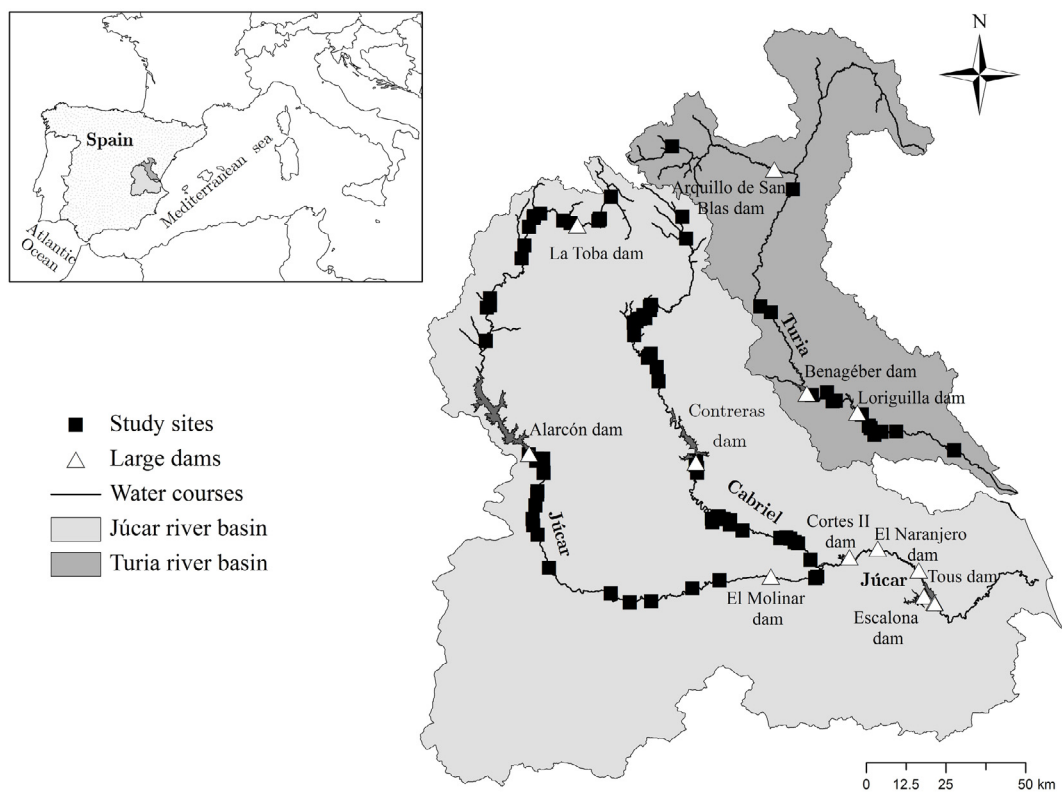 Spain
Mediterranean sea
Atlantic
Ocean
N
Arquillo de San
Blas dam
La Toba dam
Turia
Benagéber dam
Loriguilla dam
Contreras
dam
Alarcón dam
Study sites
Large dams
Water courses
Júcar river basin
Turia river basin
Cabriel
Júcar
Cortes II
dam
El Naranjero
dam
Júcar
Tous dam
El Molinar
dam
Escalona
dam
0 12.5 25 50 km